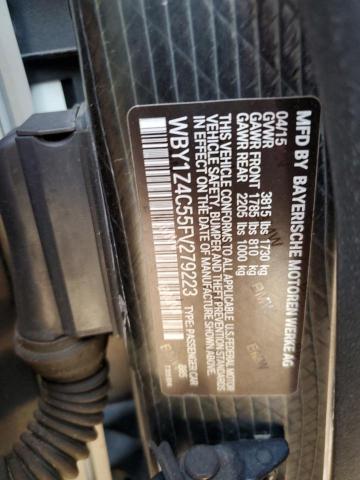 MFD BY BAYERISCHE MOTOREN WERKE AG
04/15
GVWR 3815 lbs 1730 kg
GAWR FRONT 1785 lbs 810 kg
GAWR REAR 2205 lbs 1000 kg
THIS VEHICLE CONFORMS TO ALL APPLICABLE U.S. FEDERAL MOTOR
VEHICLE SAFETY, BUMPER AND THEFT PREVENTION STANDARDS
IN EFFECT ON THE DATE OF MANUFACTURE SHOWN ABOVE.
WBY1Z4C55FV279223 TYPE: PASSENGER CAR